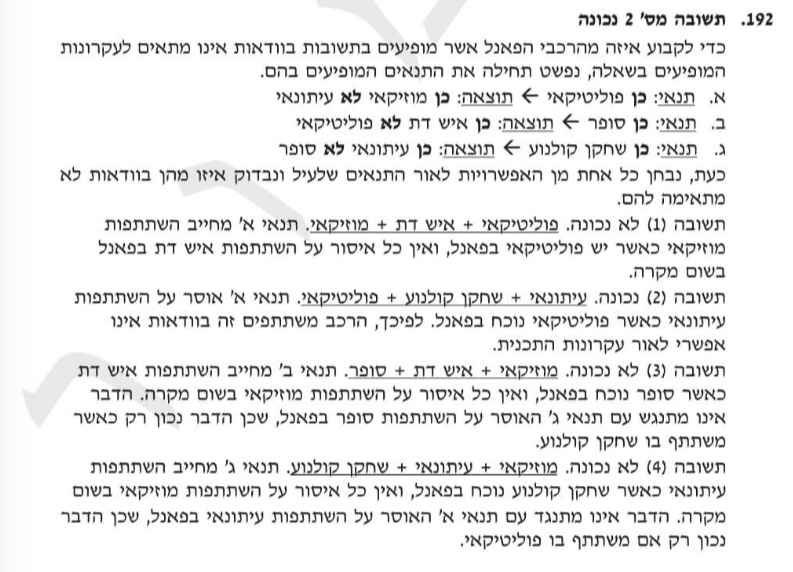 192. תשובה מס' 2 נכונה
כדי לקבוע איזה מהרכבי הפאנל אשר מופיעים בתשובות בוודאות אינו מתאים לעקרונות
המופיעים בשאלה, נפשט תחילה את התנאים המופיעים בהם.
א. תנאי: כן פוליטיקאי ← תוצאה: כן מוזיקאי לא עיתונאי
ב. תנאי: כן סופר ← תוצאה: כן איש דת לא פוליטיקאי
ג. תנאי: כן שחקן קולנוע ← תוצאה: כן עיתונאי לא סופר
כעת, נבחן כל אחת מן האפשרויות לאור התנאים שלעיל ונבדוק איזו מהן בוודאות לא
מתאימה להם.
תשובה (1) לא נכונה. פוליטיקאי + איש דת + מוזיקאי. תנאי א' מחייב השתתפות
מוזיקאי כאשר יש פוליטיקאי בפאנל, ואין כל איסור על השתתפות איש דת בפאנל
בשום מקרה.
תשובה (2) נכונה. עיתונאי + שחקן קולנוע + פוליטיקאי. תנאי א' אוסר על השתתפות
עיתונאי כאשר פוליטיקאי נוכח בפאנל. לפיכך, הרכב משתתפים זה בוודאות אינו
אפשרי לאור עקרונות התכנית.
תשובה (3) לא נכונה. מוזיקאי + איש דת + סופר. תנאי ב' מחייב השתתפות איש דת
כאשר סופר נוכח בפאנל, ואין כל איסור על השתתפות מוזיקאי בשום מקרה. הדבר
אינו מתנגש עם תנאי ג' האוסר על השתתפות סופר בפאנל, שכן הדבר נכון רק כאשר
משתתף בו שחקן קולנוע.
תשובה (4) לא נכונה. מוזיקאי + עיתונאי + שחקן קולנוע. תנאי ג' מחייב השתתפות
עיתונאי כאשר שחקן קולנוע נוכח בפאנל, ואין כל איסור על השתתפות מוזיקאי בשום
מקרה. הדבר אינו מתנגד עם תנאי א' האוסר על השתתפות עיתונאי בפאנל, שכן הדבר
נכון רק אם משתתף בו פוליטיקאי.